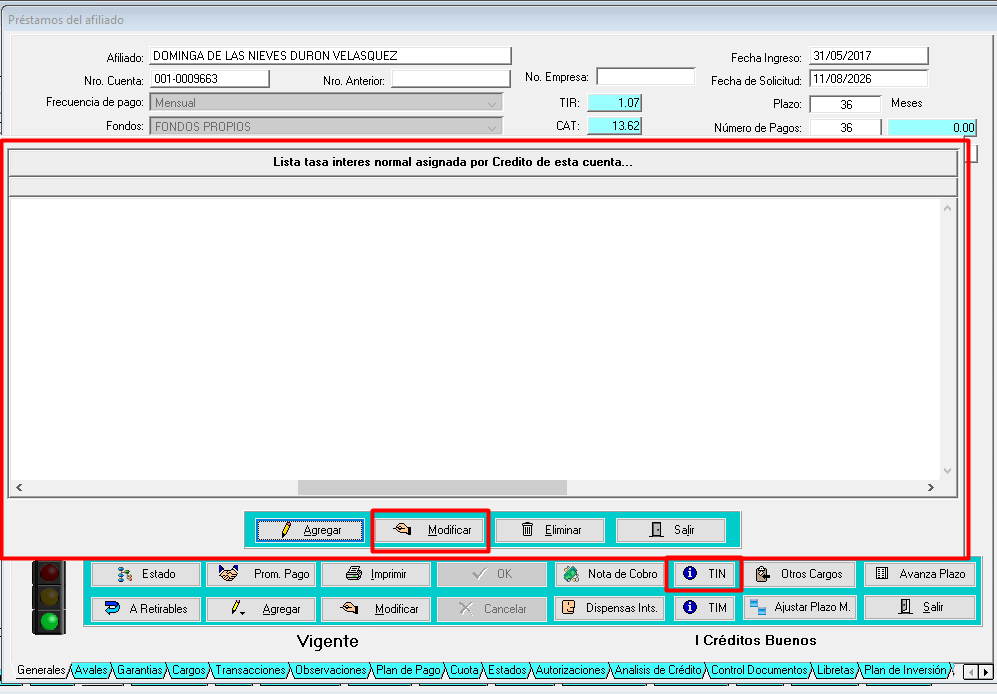 Préstamos del afiliado
Afiliado: DOMINGA DE LAS NIEVES DURON VELASQUEZ Fecha Ingreso: 31/05/2017
Nro. Cuenta: 001-0009663 Nro. Anterior: No. Empresa: Fecha de Solicitud: 11/08/2026
Frecuencia de pago: Mensual TIR: 1.07 Plazo: 36 Meses
Fondos: FONDOS PROPIOS CAT: 13.62 Número de Pagos: 36 0.00
Lista tasa interes normal asignada por Credito de esta cuenta...
Agregar Modificar Eliminar Salir
Estado Prom. Pago Imprimir OK Nota de Cobro TIN Otros Cargos Avanza Plazo
A Retirables Agregar Modificar Cancelar Dispensas Ints. TIM Ajustar Plazo M. Salir
Vigente I Créditos Buenos
Generales Avales Garantias Cargos Transacciones Observaciones Plan de Pago Cuota Estados Autorizaciones Analisis de Crédito Control Documentos Libretas Plan de Inversión